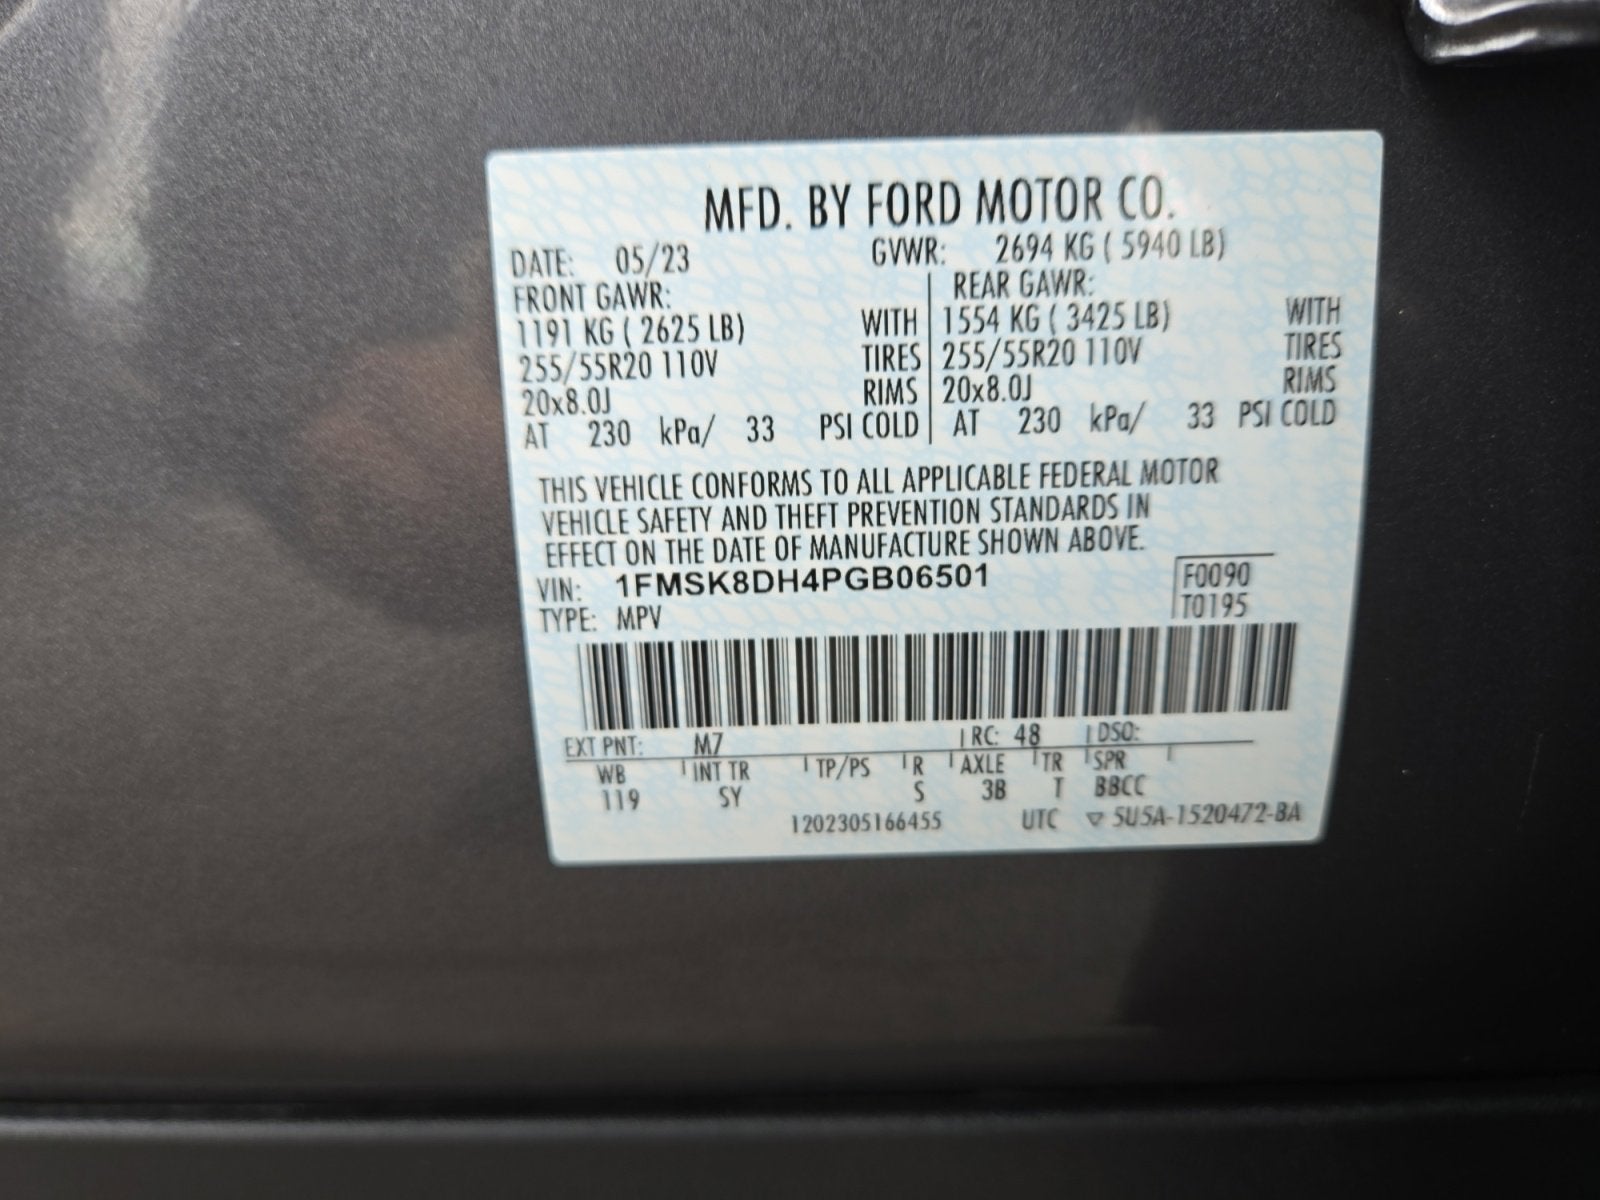 MFD. BY FORD MOTOR CO.
DATE: 05/23 GVWR: 2694 KG ( 5940 LB)
FRONT GAWR: REAR GAWR:
1191 KG ( 2625 LB) WITH 1554 KG ( 3425 LB) WITH
255/55R20 110V TIRES 255/55R20 110V TIRES
20x8.0J RIMS 20x8.0J RIMS
AT 230 kPa/ 33 PSI COLD AT 230 kPa/ 33 PSI COLD
THIS VEHICLE CONFORMS TO ALL APPLICABLE FEDERAL MOTOR
VEHICLE SAFETY AND THEFT PREVENTION STANDARDS IN
EFFECT ON THE DATE OF MANUFACTURE SHOWN ABOVE.
VIN: 1FMSK8DH4PGB06501 F0090
TYPE: MPV T0195
EXT PNT: M7 RC: 48 DSO:
WB INT TR TP/PS R AXLE TR SPR
119 SY S 3B T BBCC
1202305166455 UTC ▽ 5U5A-1520472-BA